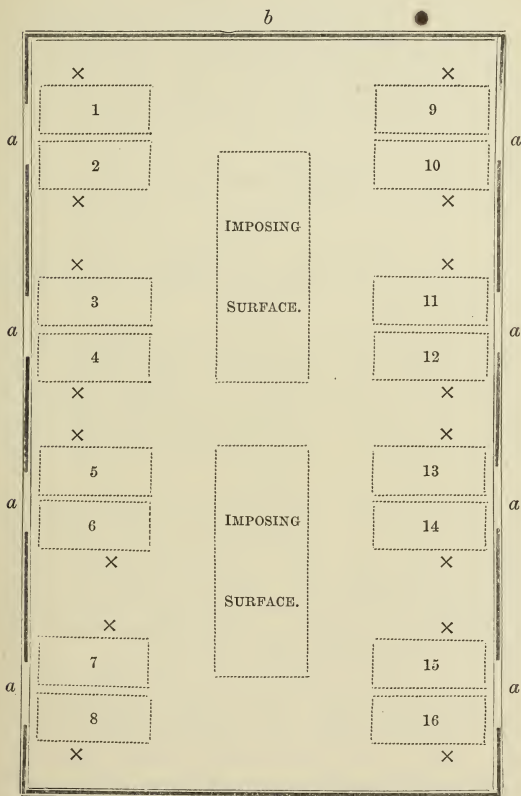 b
×
×
1
9
a
a
2
10
×
×
IMPOSING
×
×
3
11
SURFACE.
a
a
4
12
×
×
×
×
5
13
a
a
6
IMPOSING
14
×
×
SURFACE.
×
×
7
15
a
a
8
16
×
×